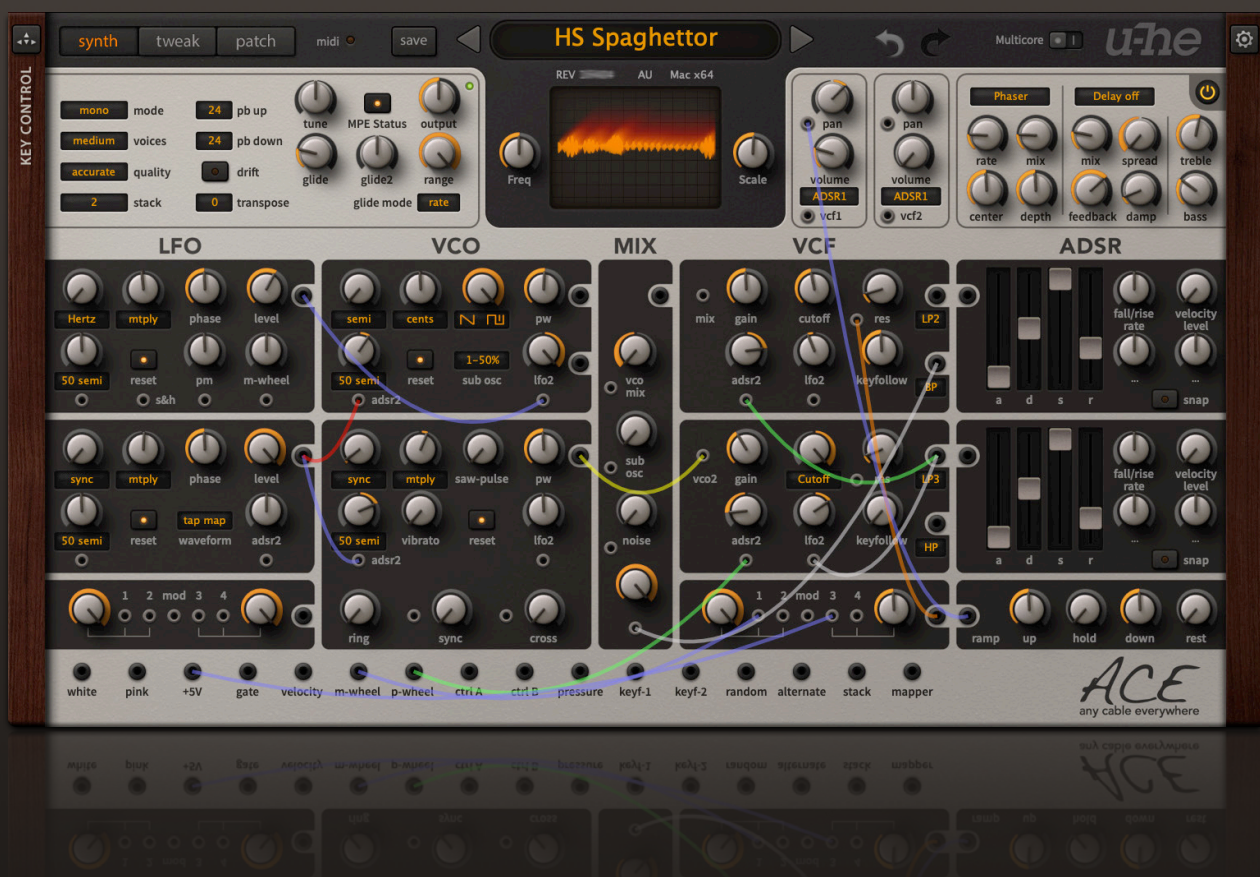 synth tweak patch midi save HS Spaghettor Multicore u-he
KEY CONTROL
REV AU Mac x64
mono mode 24 pb up
tune MPE Status output
medium voices 24 pb down
accurate quality drift
glide glide2 range
2 stack 0 transpose glide mode rate
Freq Scale
pan pan
volume volume
ADSR1 ADSR1
vcf1 vcf2
Phaser Delay off
rate mix mix spread treble
center depth feedback damp bass
LFO VCO MIX VCF ADSR
Hertz mtply phase level
50 semi reset pm m-wheel
s&h
semi cents pw
50 semi reset 1-50% sub osc lfo2
adsr2
vco
mix
sub
osc
noise
mix gain cutoff res LP2
adsr2 lfo2 keyfollow BP
fall/rise velocity
rate level
... ...
a d s r snap
sync mtply phase level
50 semi reset tap map waveform adsr2
sync mtply saw-pulse pw
50 semi vibrato reset lfo2
adsr2
vco2 gain Cutoff res LP3
adsr2 lfo2 keyfollow HP
fall/rise velocity
rate level
... ...
a d s r snap
1 2 mod 3 4
ring sync cross
1 2 mod 3 4
ramp up hold down rest
white pink +5V gate velocity m-wheel p-wheel ctrl A ctrl B pressure keyf-1 keyf-2 random alternate stack mapper
ACE
any cable everywhere